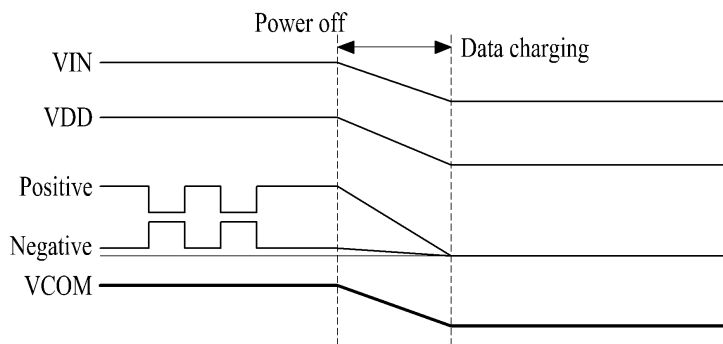 Power off
Data charging
VIN
VDD
Positive
Negative
VCOM